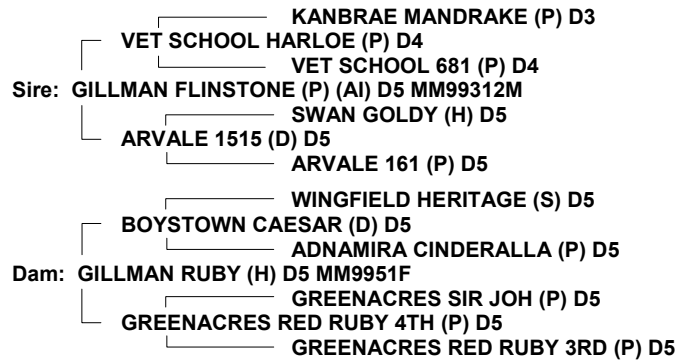 KANBRAE MANDRAKE (P) D3
VET SCHOOL HARLOE (P) D4
VET SCHOOL 681 (P) D4
Sire: GILLMAN FLINSTONE (P) (AI) D5 MM99312M
SWAN GOLDY (H) D5
ARVALE 1515 (D) D5
ARVALE 161 (P) D5
WINGFIELD HERITAGE (S) D5
BOYSTOWN CAESAR (D) D5
ADNAMIRA CINDERALLA (P) D5
Dam: GILLMAN RUBY (H) D5 MM9951F
GREENACRES SIR JOH (P) D5
GREENACRES RED RUBY 4TH (P) D5
GREENACRES RED RUBY 3RD (P) D5